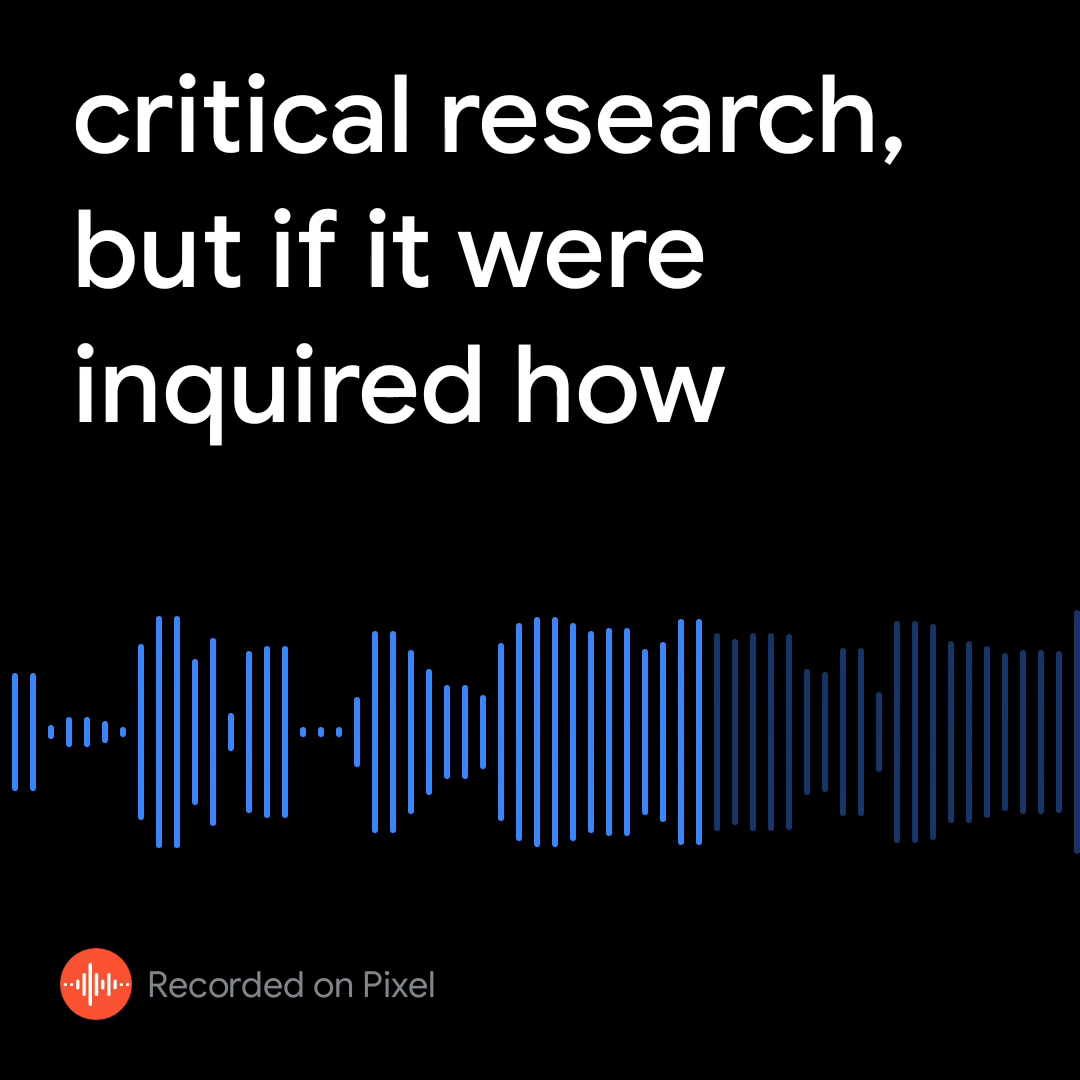 critical research,
but if it were
inquired how
Recorded on Pixel